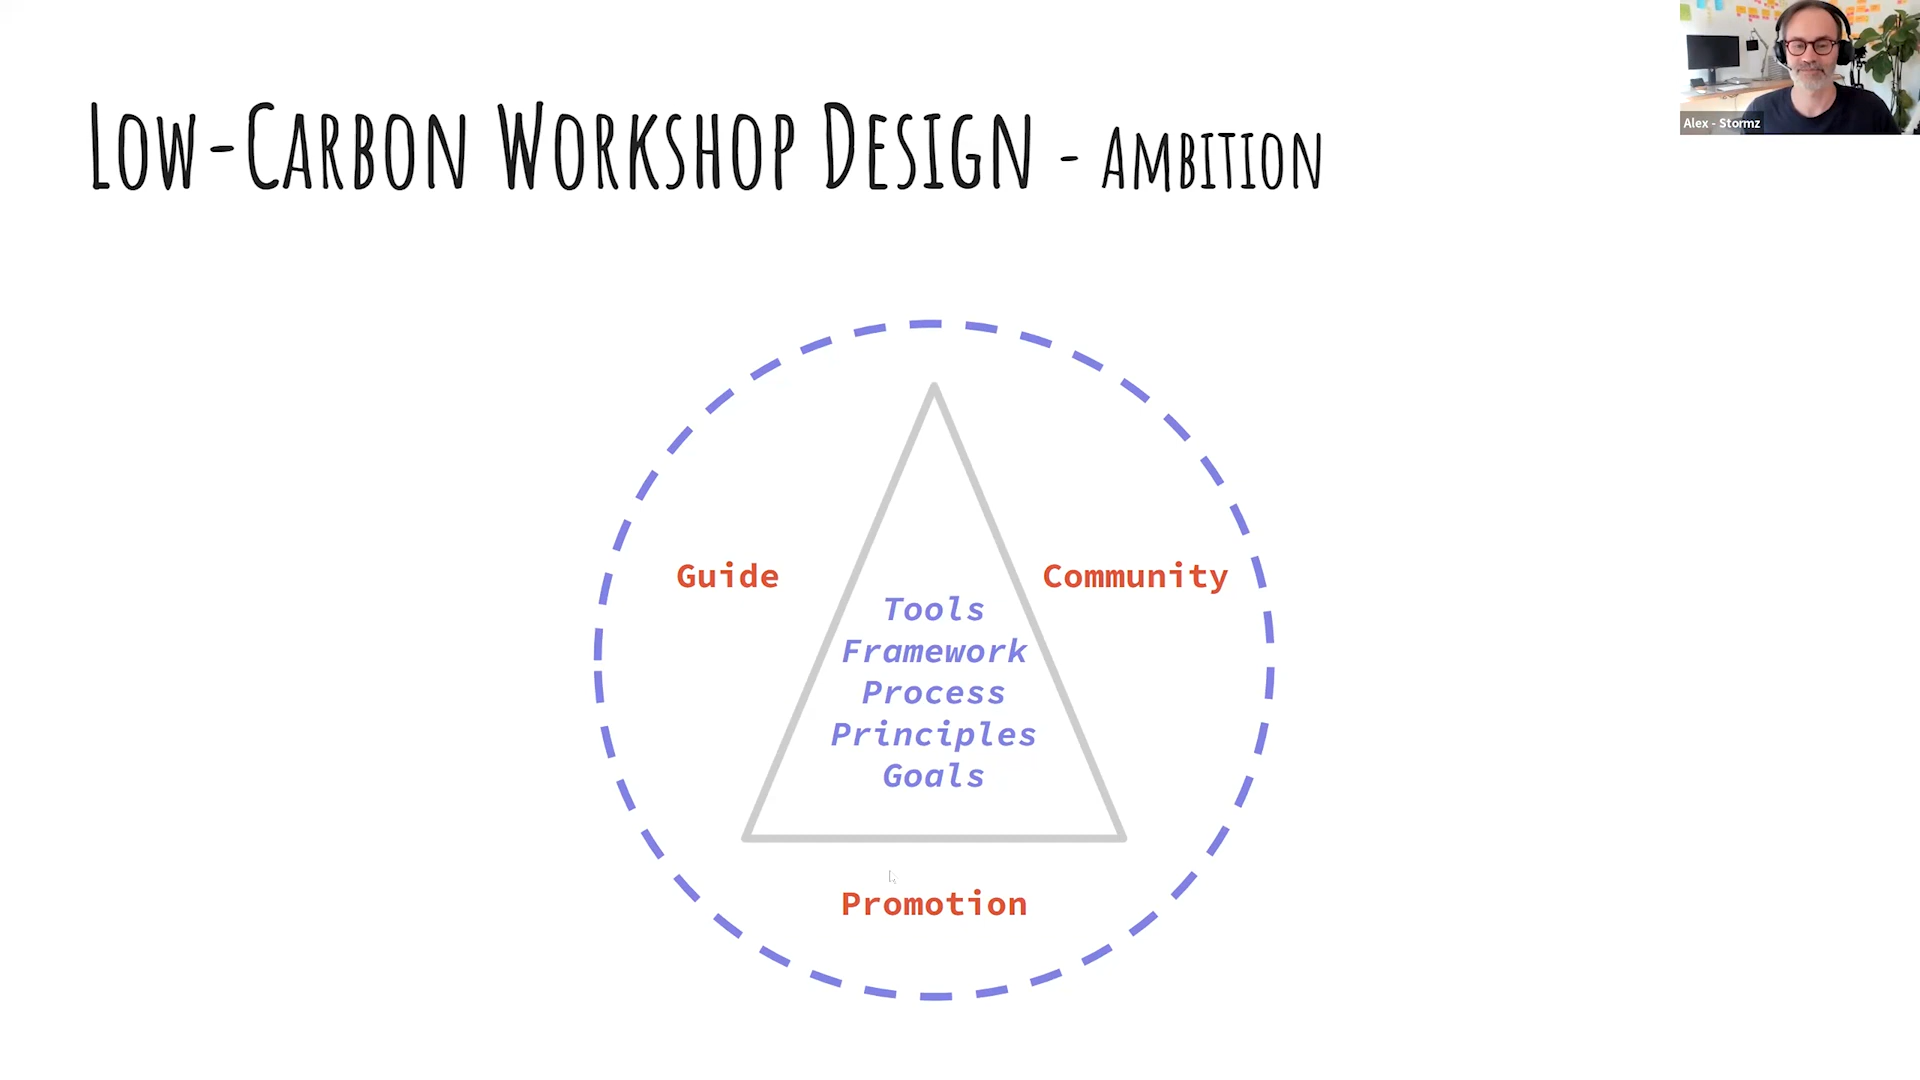 Low-Carbon Workshop Design - Ambition
Alex - Stormz
Guide
Community
Tools
Framework
Process
Principles
Goals
Promotion